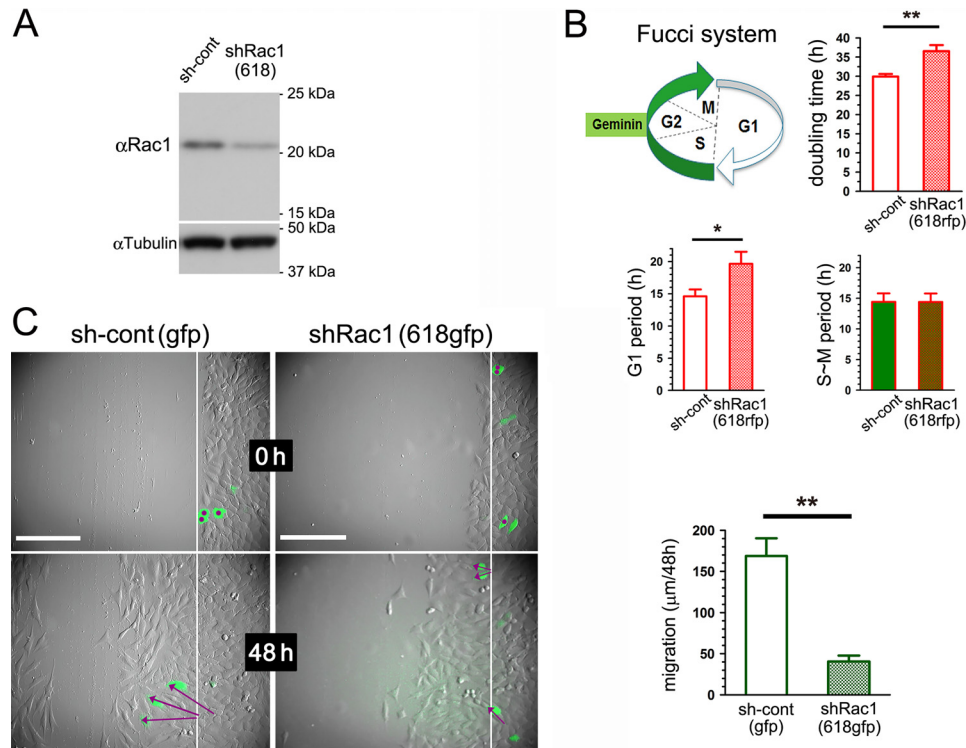 A
sh-cont
shRac1
(618)
25 kDa
αRac1
20 kDa
15 kDa
50 kDa
αTubulin
37 kDa
B
Fucci system
Geminin
M
G2
G1
S
doubling time (h)
40
35
30
25
20
15
10
5
0
**
sh-cont
shRac1
(618rfp)
G1 period (h)
20
15
10
5
0
*
sh-cont
shRac1
(618rfp)
S~M period (h)
20
15
10
5
0
sh-cont
shRac1
(618rfp)
C
sh-cont (gfp)
shRac1 (618gfp)
0 h
48 h
migration (µm/48h)
200
150
100
50
0
**
sh-cont
(gfp)
shRac1
(618gfp)